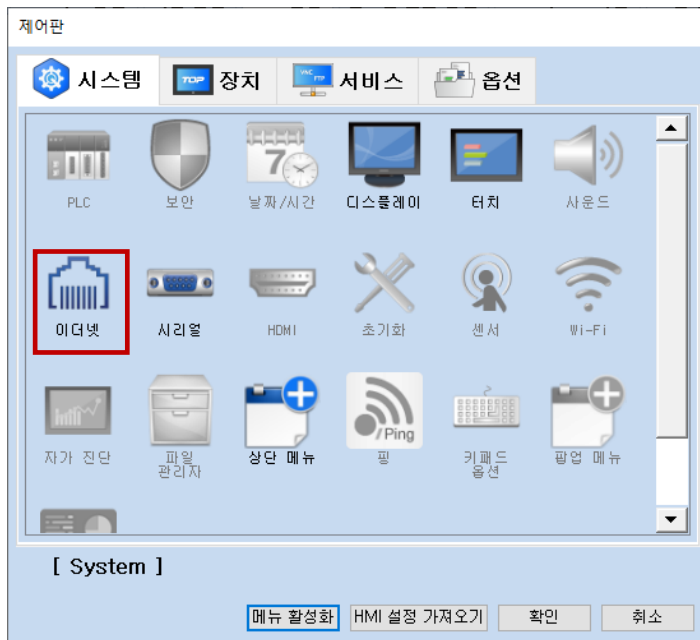 제어판
시스템
TOP
장치
VNC
FTP
서비스
옵션
7
PLC
보안
날짜/시간
디스플레이
터치
사운드
이더넷
시리얼
HDMI
초기화
센서
Wi-Fi
/Ping
자가 진단
파일
관리자
상단 메뉴
핑
키패드
옵션
팝업 메뉴
[ System ]
메뉴 활성화
HMI 설정 가져오기
확인
취소